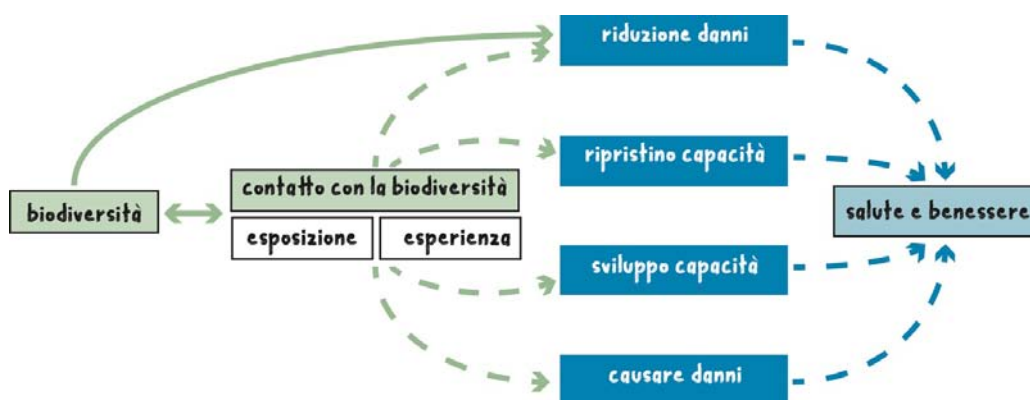 riduzione danni
ripristino capacità
contatto con la biodiversità
biodiversità
salute e benessere
esposizione
esperienza
sviluppo capacità
causare danni